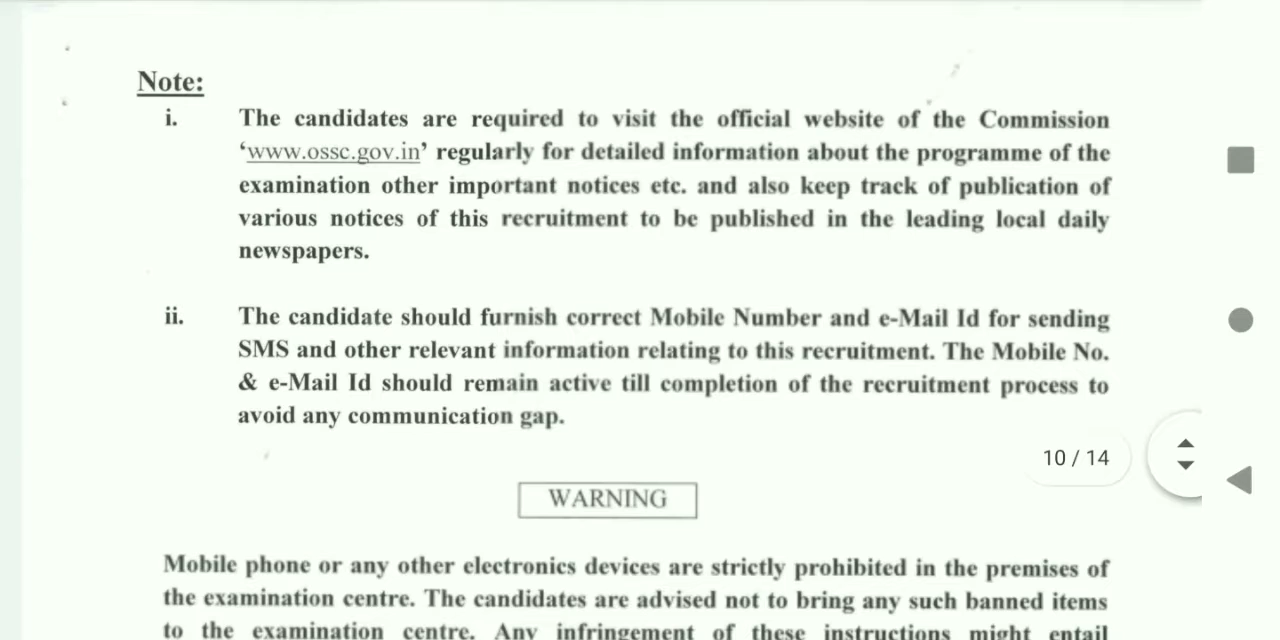 Note:
i. The candidates are required to visit the official website of the Commission
‘www.ossc.gov.in’ regularly for detailed information about the programme of the
examination other important notices etc. and also keep track of publication of
various notices of this recruitment to be published in the leading local daily
newspapers.
ii. The candidate should furnish correct Mobile Number and e-Mail Id for sending
SMS and other relevant information relating to this recruitment. The Mobile No.
& e-Mail Id should remain active till completion of the recruitment process to
avoid any communication gap.
10 / 14
WARNING
Mobile phone or any other electronics devices are strictly prohibited in the premises of
the examination centre. The candidates are advised not to bring any such banned items
to the examination centre. Any infringement of these instructions might entail